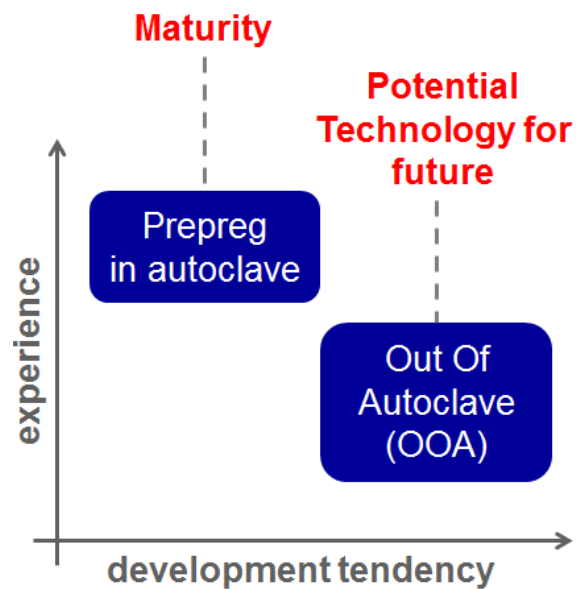 Maturity
Potential
Technology for
future
Prepreg
in autoclave
Out Of
Autoclave
(OOA)
experience
development tendency